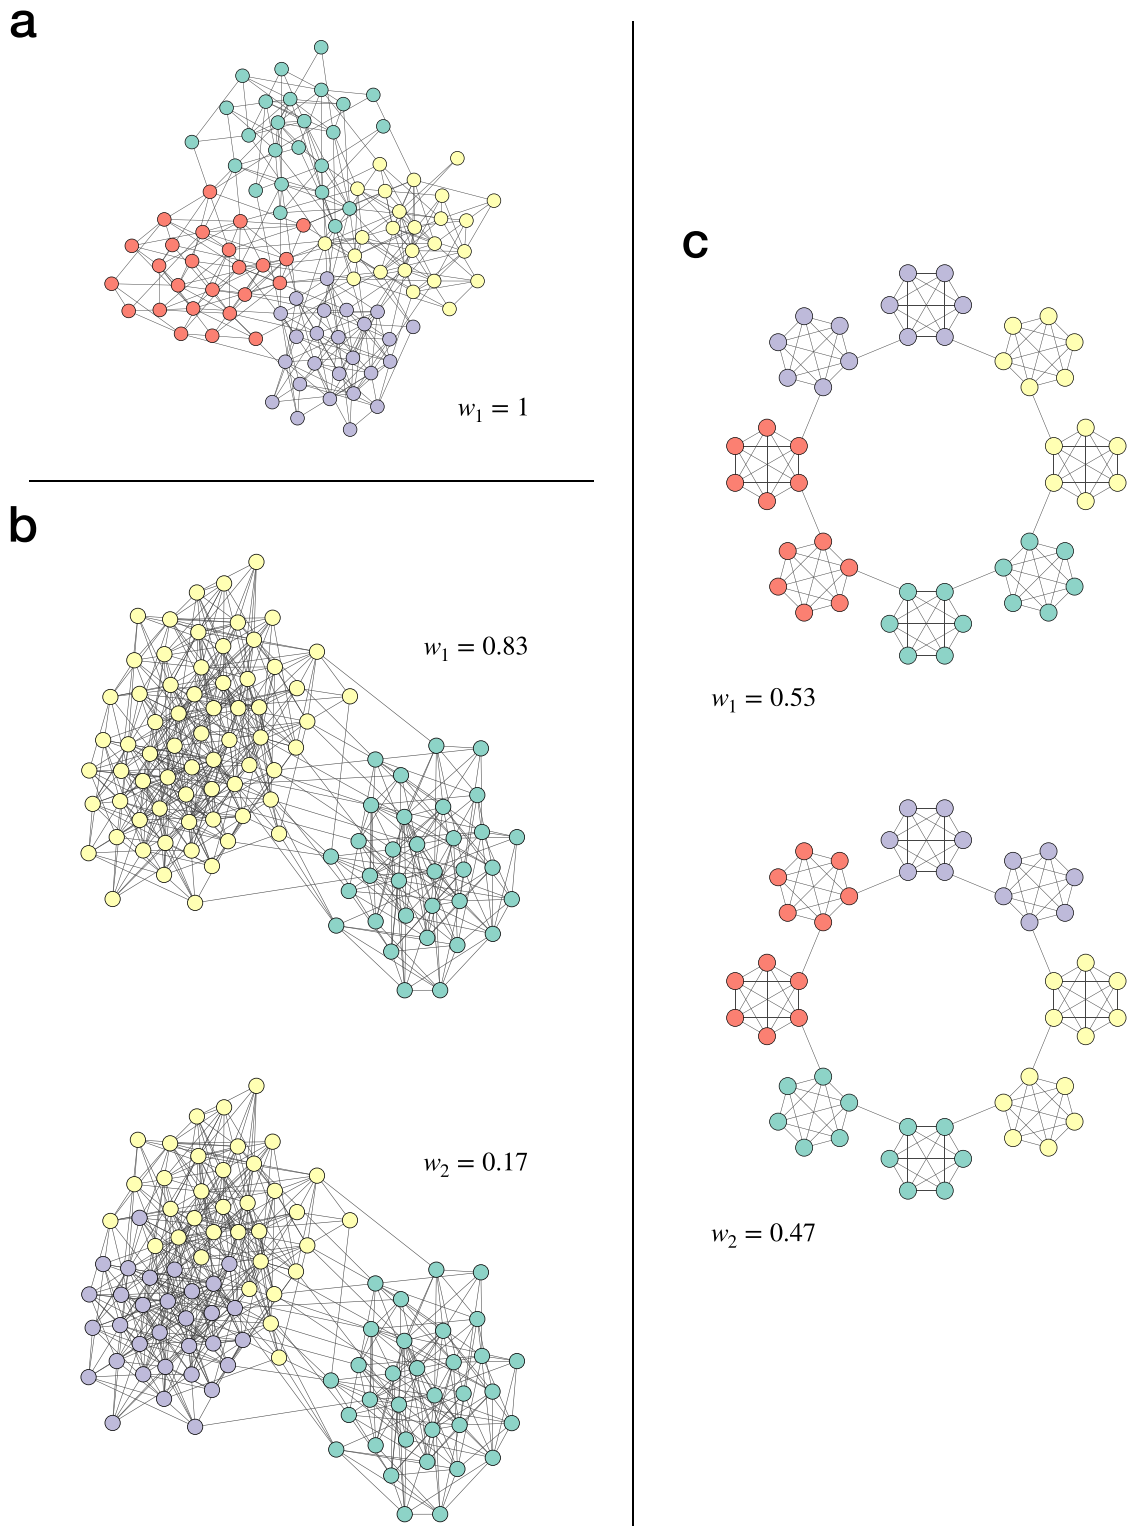 a
w₁ = 1
b
w₁ = 0.83
w₂ = 0.17
c
w₁ = 0.53
w₂ = 0.47